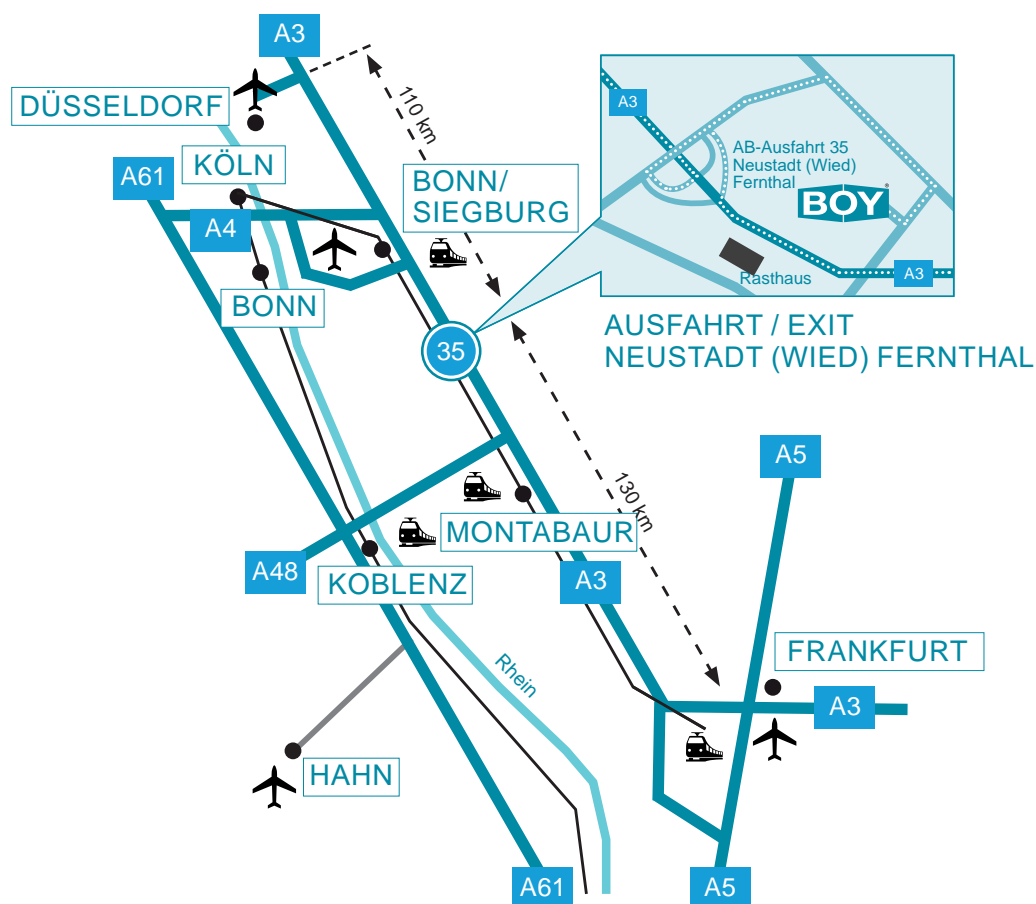 A3
DÜSSELDORF
110 km
A61
KÖLN
BONN/
SIEGBURG
A4
BONN
35
A3
AB-Ausfahrt 35
Neustadt (Wied)
Fernthal
BOY
®
Rasthaus
A3
AUSFAHRT / EXIT
NEUSTADT (WIED) FERNTHAL
A5
130 km
MONTABAUR
A48
KOBLENZ
A3
Rhein
FRANKFURT
A3
HAHN
A61
A5